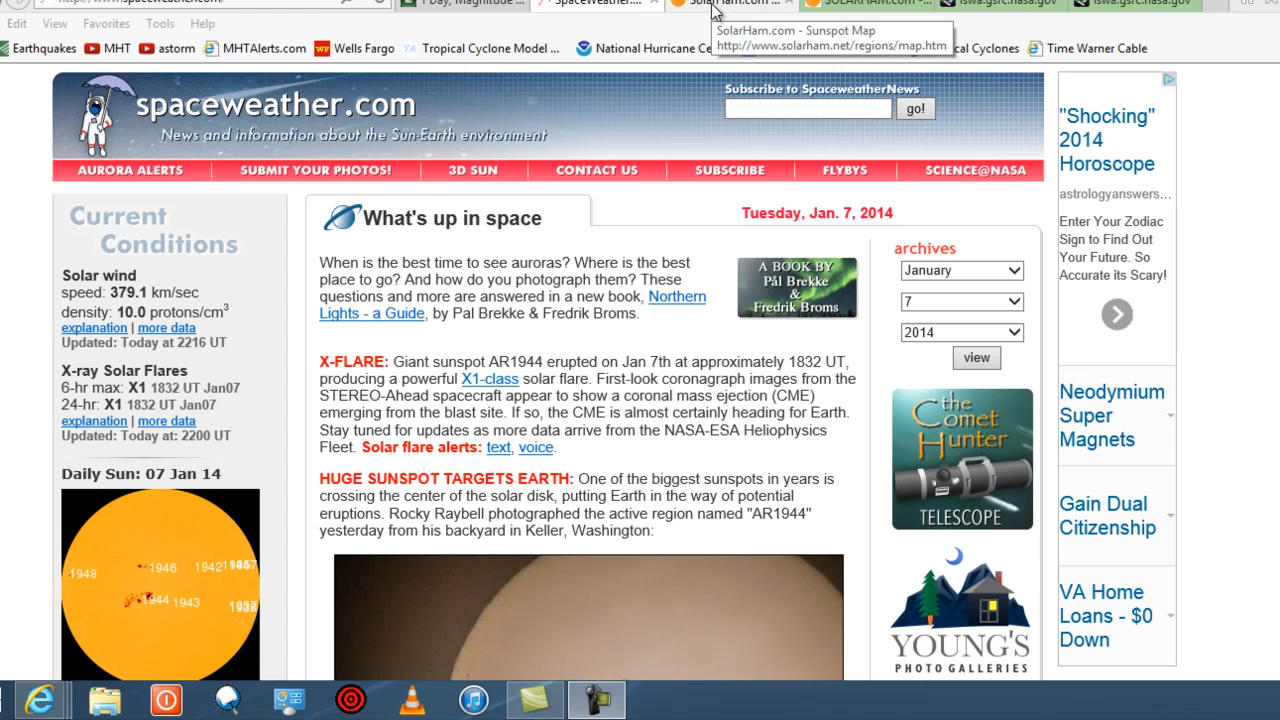 1 Day, Magnitude ...
SpaceWeather....
SolarHam.com ...
SOLARHAM.com - ...
iswa.gsfc.nasa.gov
iswa.gsfc.nasa.gov
Edit View Favorites Tools Help
SolarHam.com - Sunspot Map
http://www.solarham.net/regions/map.htm
Earthquakes MHT astorm MHTAlerts.com Wells Fargo Tropical Cyclone Model ... National Hurricane Ce Cyclones Time Warner Cable
spaceweather.com
News and information about the Sun-Earth environment
Subscribe to SpaceweatherNews
go!
AURORA ALERTS SUBMIT YOUR PHOTOS! 3D SUN CONTACT US SUBSCRIBE FLYBYS SCIENCE@NASA
Current
Conditions
Solar wind
speed: 379.1 km/sec
density: 10.0 protons/cm3
explanation | more data
Updated: Today at 2216 UT
X-ray Solar Flares
6-hr max: X1 1832 UT Jan07
24-hr: X1 1832 UT Jan07
explanation | more data
Updated: Today at: 2200 UT
Daily Sun: 07 Jan 14
1948 1946 1942
1944 1943
What's up in space
Tuesday, Jan. 7, 2014
When is the best time to see auroras? Where is the best
place to go? And how do you photograph them? These
questions and more are answered in a new book, Northern
Lights - a Guide, by Pal Brekke & Fredrik Broms.
A BOOK BY
Pål Brekke
&
Fredrik Broms
X-FLARE: Giant sunspot AR1944 erupted on Jan 7th at approximately 1832 UT,
producing a powerful X1-class solar flare. First-look coronagraph images from the
STEREO-Ahead spacecraft appear to show a coronal mass ejection (CME)
emerging from the blast site. If so, the CME is almost certainly heading for Earth.
Stay tuned for updates as more data arrive from the NASA-ESA Heliophysics
Fleet. Solar flare alerts: text, voice.
HUGE SUNSPOT TARGETS EARTH: One of the biggest sunspots in years is
crossing the center of the solar disk, putting Earth in the way of potential
eruptions. Rocky Raybell photographed the active region named "AR1944"
yesterday from his backyard in Keller, Washington:
archives
January
7
2014
view
the
Comet
Hunter
TELESCOPE
YOUNG'S
PHOTO GALLERIES
"Shocking"
2014
Horoscope
astrologyanswers...
Enter Your Zodiac
Sign to Find Out
Your Future. So
Accurate its Scary!
Neodymium
Super
Magnets
Gain Dual
Citizenship
VA Home
Loans - $0
Down